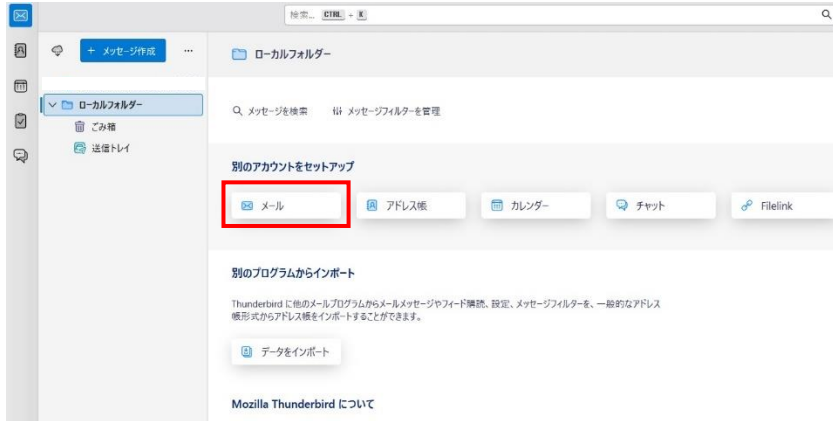 検索... CTRL + K
+ メッセージ作成 ...
ローカルフォルダー
ローカルフォルダー
ごみ箱
送信トレイ
メッセージを検索 メッセージフィルターを管理
別のアカウントをセットアップ
メール アドレス帳 カレンダー チャット Filelink
別のプログラムからインポート
Thunderbird に他のメールプログラムからメールメッセージやフィード購読、設定、メッセージフィルターを、一般的なアドレス
帳形式からアドレス帳をインポートすることができます。
データをインポート
Mozilla Thunderbird について